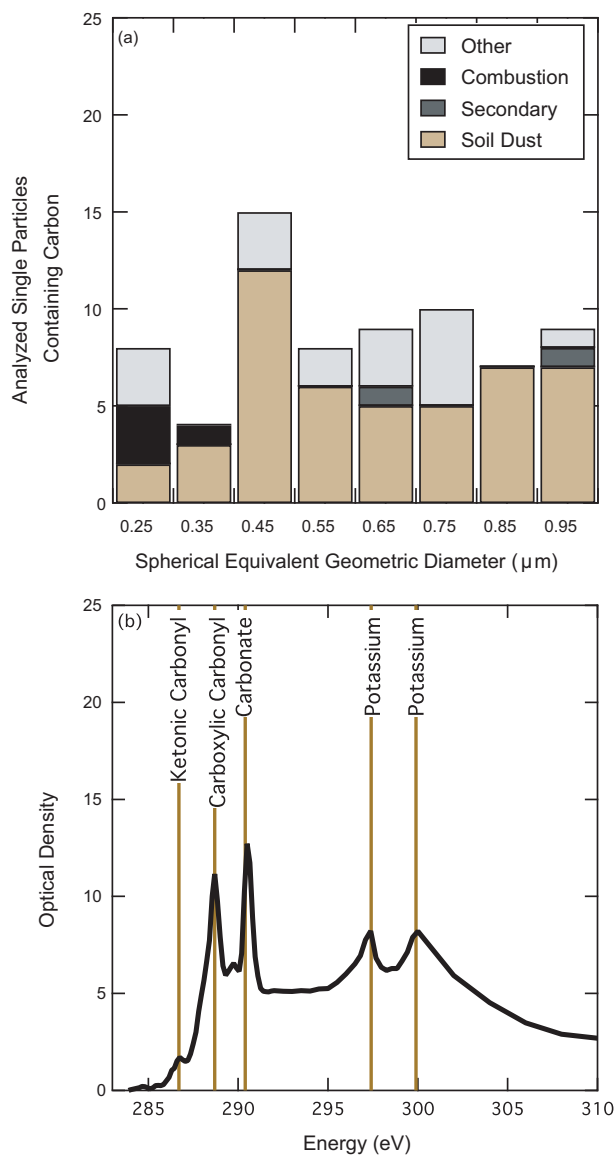 (a)
Other
Combustion
Secondary
Soil Dust
25
20
15
10
5
0
Analyzed Single Particles
Containing Carbon
0.25 0.35 0.45 0.55 0.65 0.75 0.85 0.95
Spherical Equivalent Geometric Diameter (µm)
(b)
25
20
15
10
5
0
Optical Density
Ketonic Carbonyl
Carboxylic Carbonyl
Carbonate
Potassium
Potassium
285 290 295 300 305 310
Energy (eV)